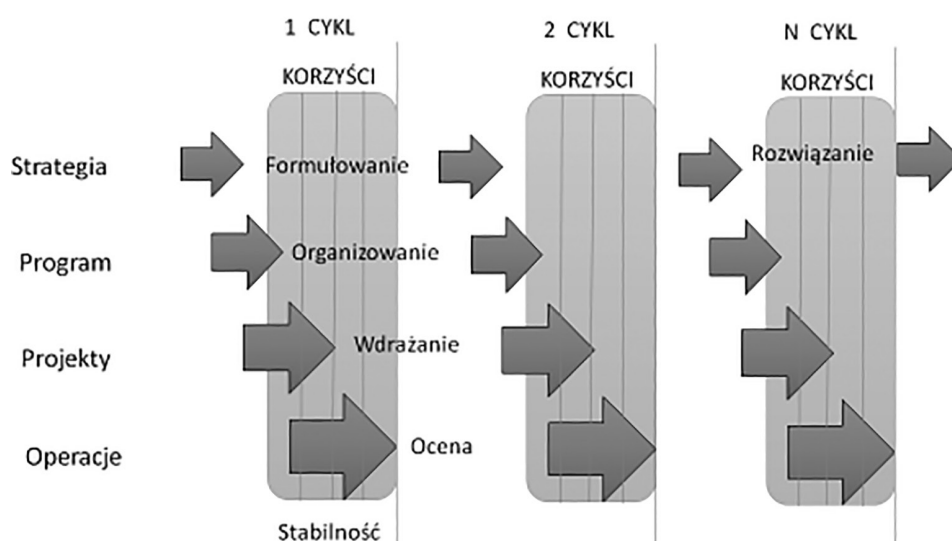 1 CYKL
2 CYKL
N CYKL
KORZYŚCI
KORZYŚCI
KORZYŚCI
Strategia
Formułowanie
Rozwiązanie
Program
Organizowanie
Projekty
Wdrażanie
Operacje
Ocena
Stabilność